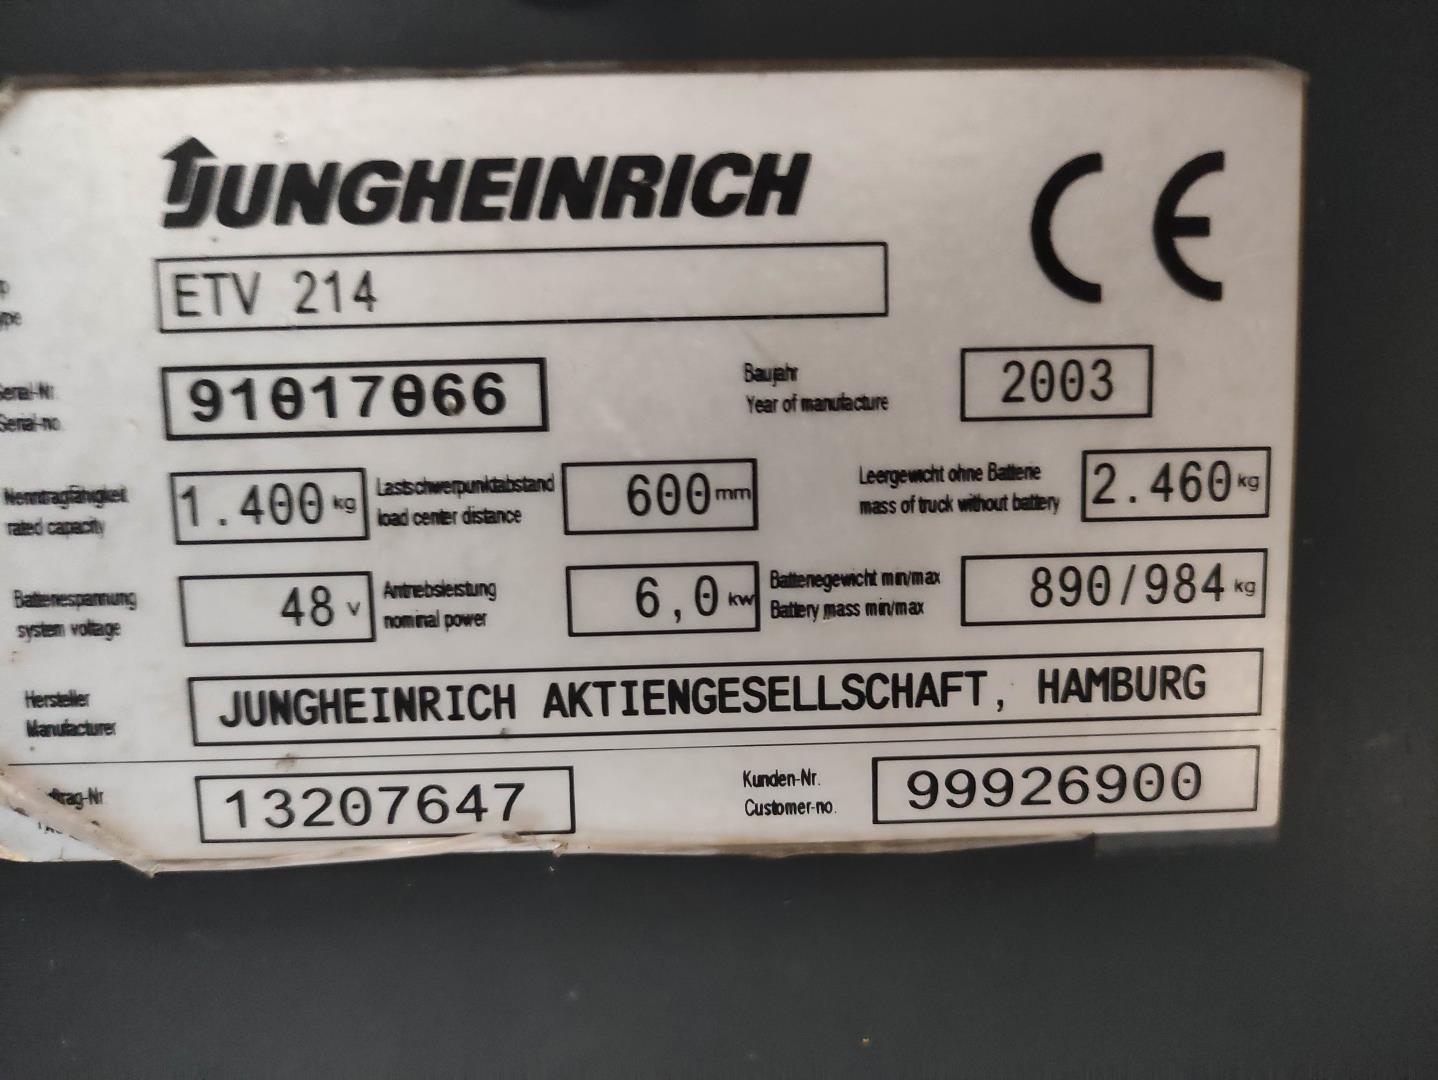 JUNGHEINRICH
CE
ETV 214
Serial-Nr.
Serial-no.
91017066
Baujahr
Year of manufacture
2003
Nenntragfähigkeit
rated capacity
1.400 kg
Lastschwerpunktabstand
load center distance
600 mm
Leergewicht ohne Batterie
mass of truck without battery
2.460 kg
Batteriespannung
system voltage
48 V
Antriebsleistung
nominal power
6,0 kW
Batteriegewicht min/max
Battery mass min/max
890/984 kg
Hersteller
Manufacturer
JUNGHEINRICH AKTIENGESELLSCHAFT, HAMBURG
13207647
Kunden-Nr.
Customer-no.
99926900